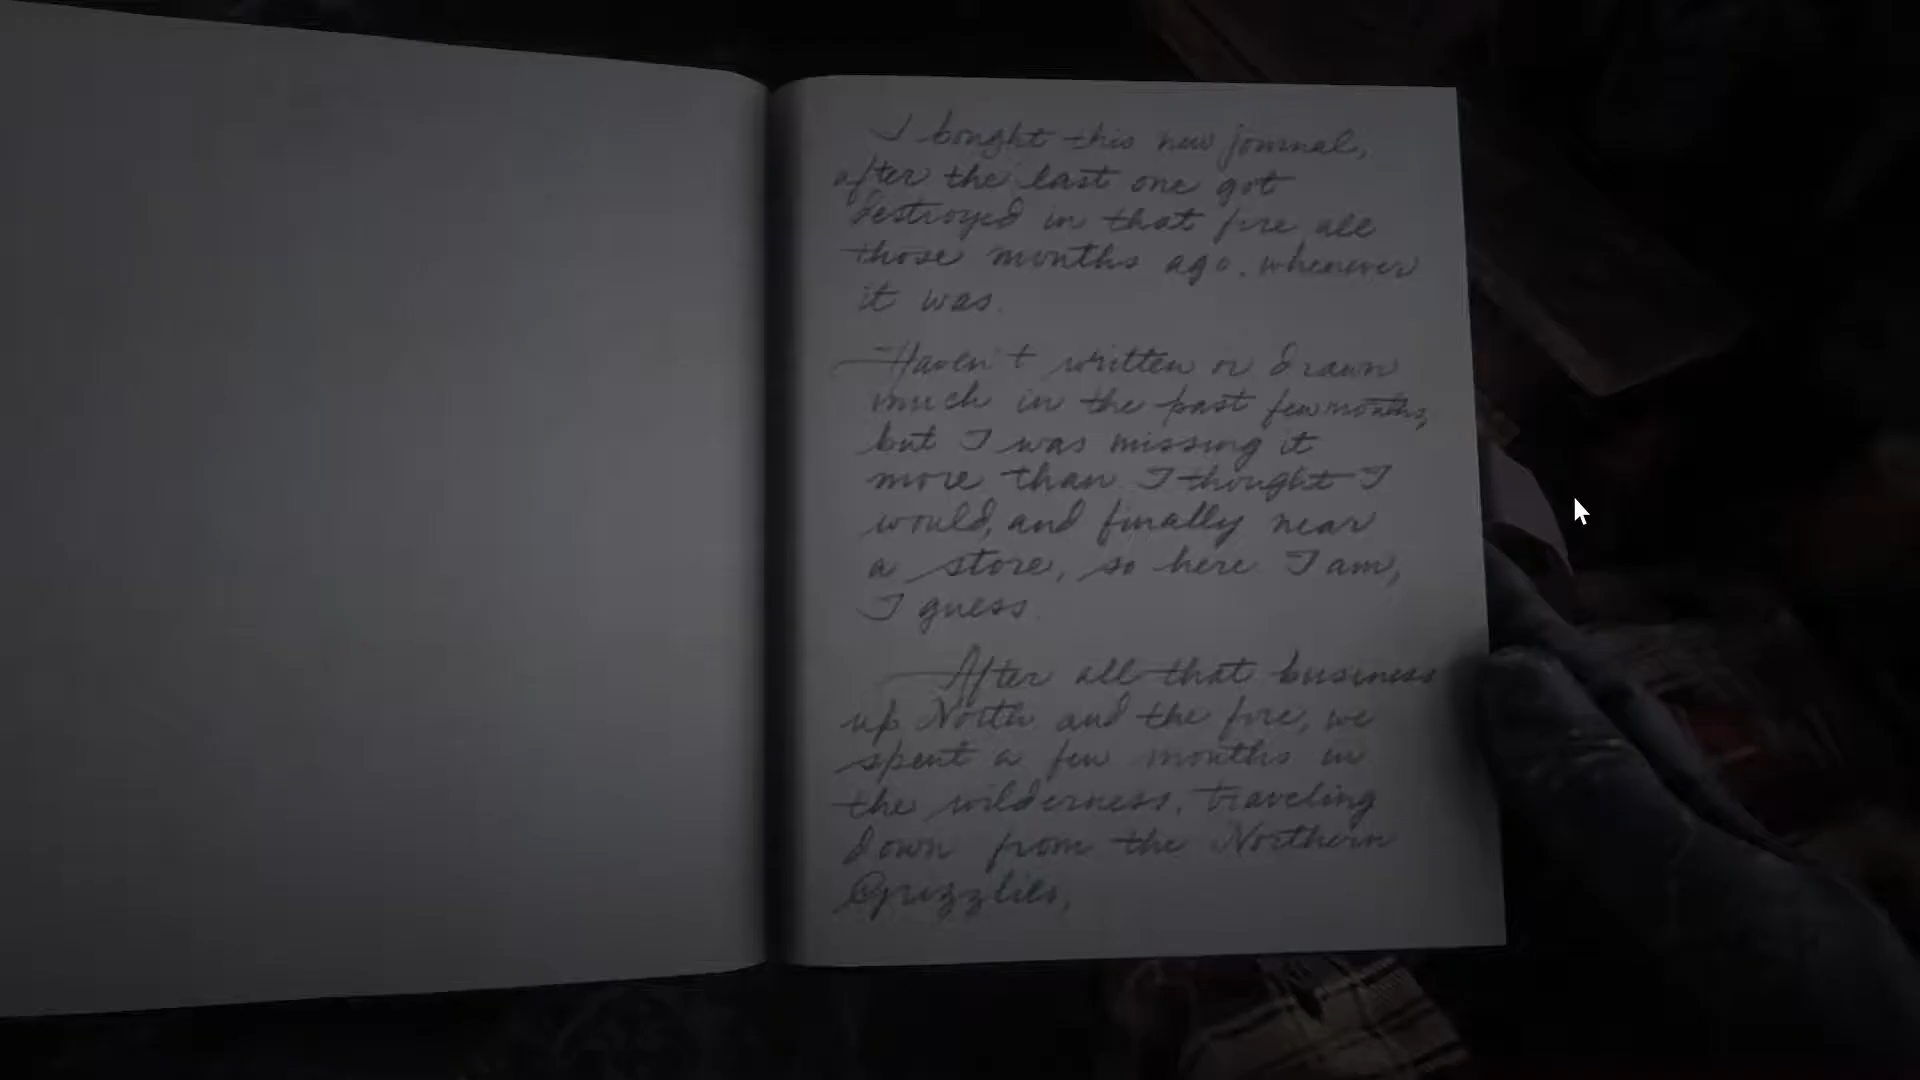 I bought this new journal,
after the last one got
destroyed in that fire all
those months ago, whenever
it was.
Haven't written or drawn
much in the past few months,
but I was missing it
more than I thought I
would, and finally near
a store, so here I am,
I guess.
After all that business
up North and the fire, we
spent a few months in
the wilderness, traveling
down from the Northern
Grizzlies,